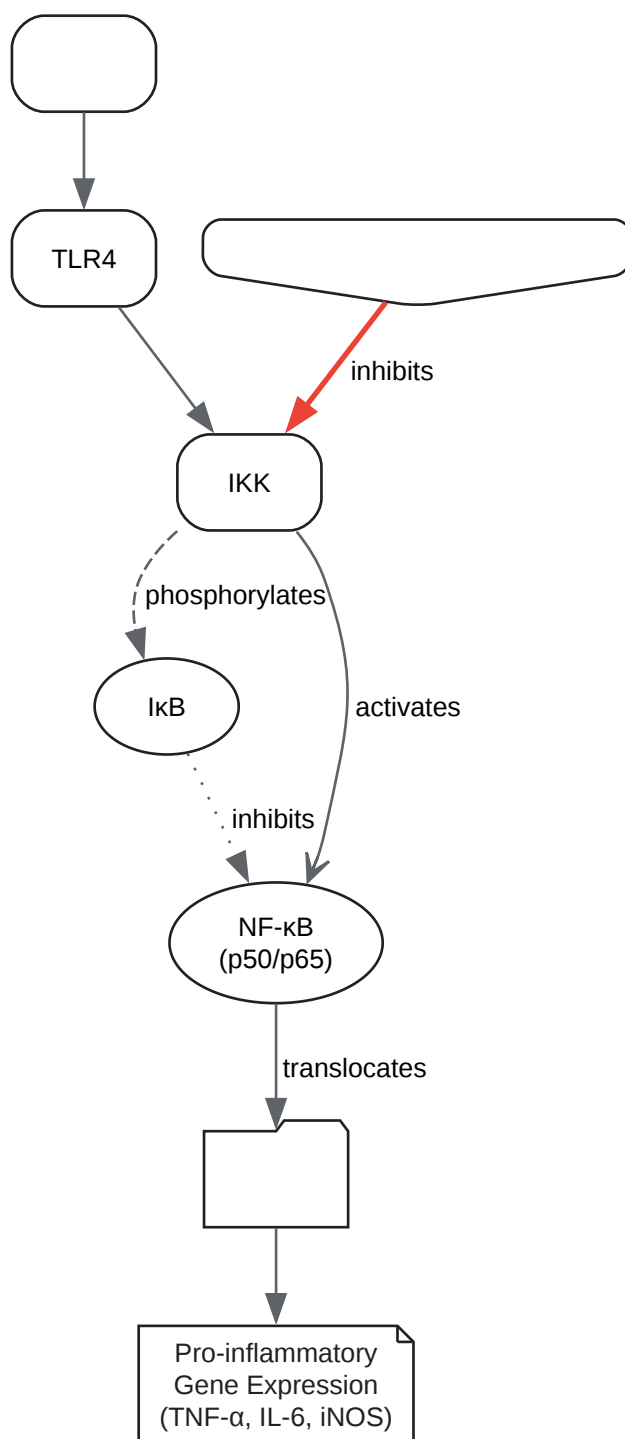 TLR4
inhibits
IKK
phosphorylates
IκB
activates
inhibits
NF-κB
(p50/p65)
translocates
Pro-inflammatory
Gene Expression
(TNF-α, IL-6, iNOS)